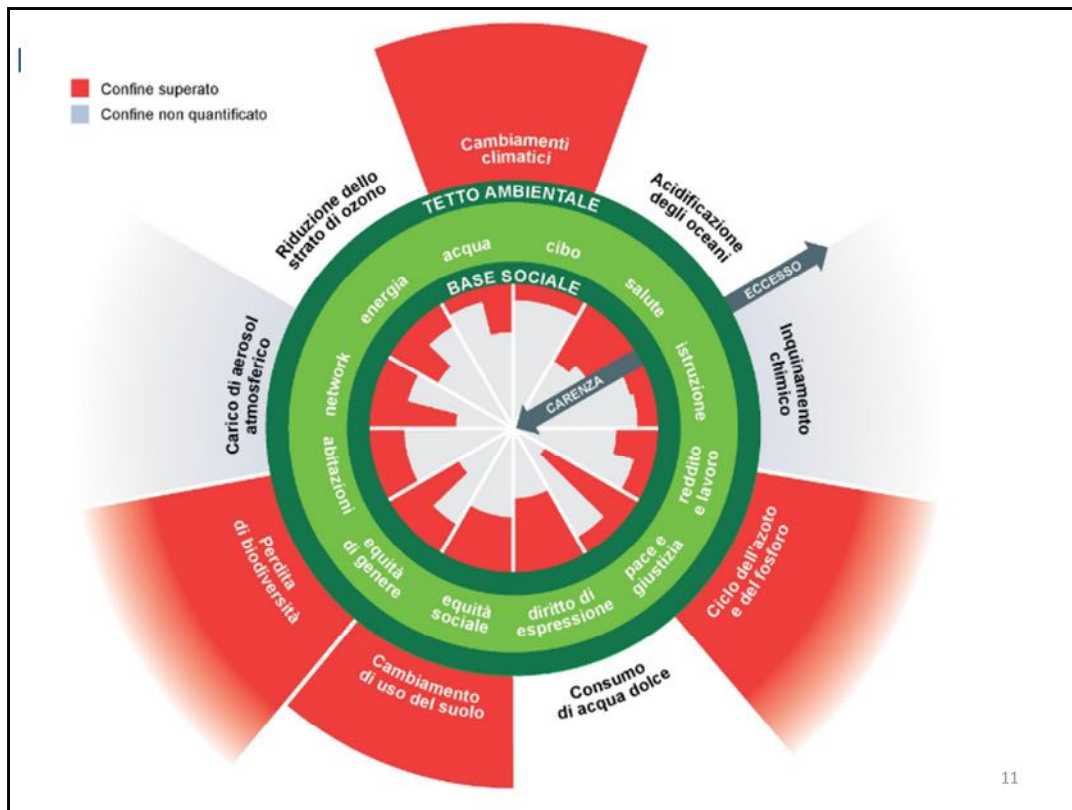 Confine superato
Confine non quantificato
Cambiamenti
climatici
Riduzione dello
strato di ozono
Acidificazione
degli oceani
TETTO AMBIENTALE
acqua
cibo
energia
salute
BASE SOCIALE
ECCESSO
Carico di aerosol
atmosferico
network
istruzione
Inquinamento
chimico
CARENZA
abitazioni
reddito
e lavoro
Perdita
di biodiversità
equità
di genere
equità
sociale
diritto di
espressione
pace e
giustizia
Ciclo dell'azoto
e del fosforo
Cambiamento
di uso del suolo
Consumo
di acqua dolce
11